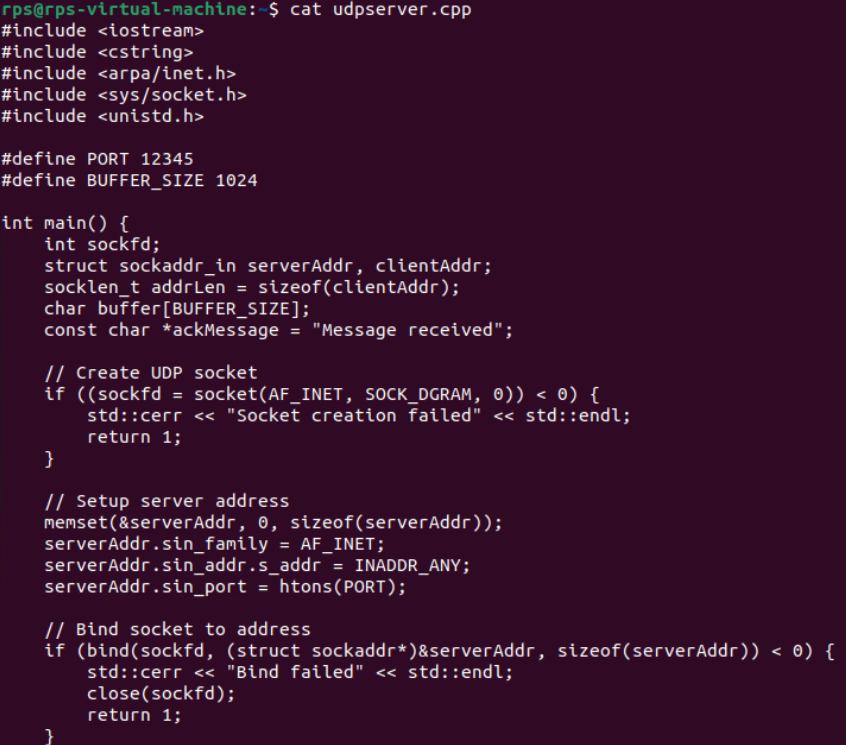 rps@rps-virtual-machine:~$ cat udpserver.cpp
#include <iostream>
#include <cstring>
#include <arpa/inet.h>
#include <sys/socket.h>
#include <unistd.h>

#define PORT 12345
#define BUFFER_SIZE 1024

int main() {
    int sockfd;
    struct sockaddr_in serverAddr, clientAddr;
    socklen_t addrLen = sizeof(clientAddr);
    char buffer[BUFFER_SIZE];
    const char *ackMessage = "Message received";

    // Create UDP socket
    if ((sockfd = socket(AF_INET, SOCK_DGRAM, 0)) < 0) {
        std::cerr << "Socket creation failed" << std::endl;
        return 1;
    }

    // Setup server address
    memset(&serverAddr, 0, sizeof(serverAddr));
    serverAddr.sin_family = AF_INET;
    serverAddr.sin_addr.s_addr = INADDR_ANY;
    serverAddr.sin_port = htons(PORT);

    // Bind socket to address
    if (bind(sockfd, (struct sockaddr*)&serverAddr, sizeof(serverAddr)) < 0) {
        std::cerr << "Bind failed" << std::endl;
        close(sockfd);
        return 1;
    }